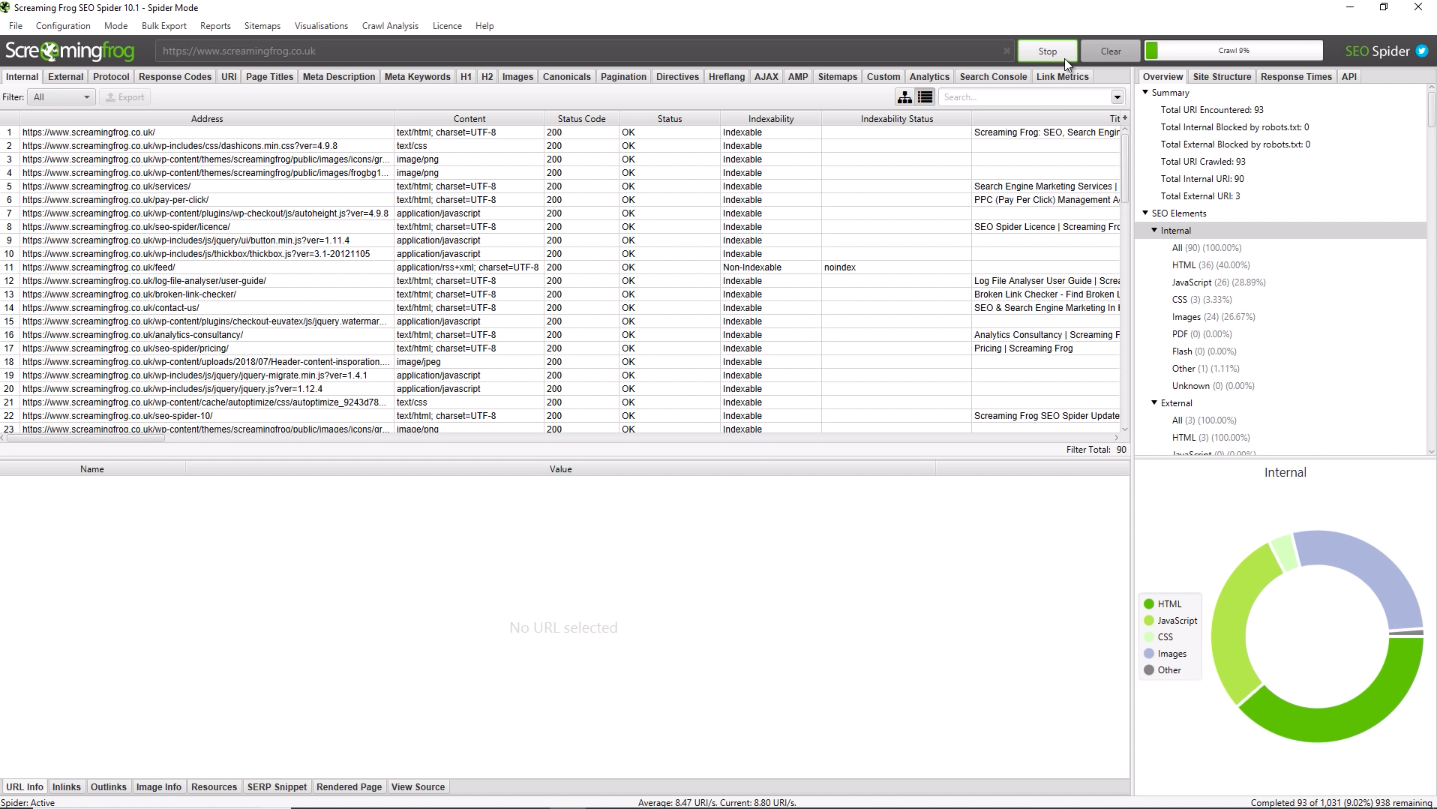 Screaming Frog SEO Spider 10.1 - Spider Mode
File Configuration Mode Bulk Export Reports Sitemaps Visualisations Crawl Analysis Licence Help
Screamingfrog https://www.screamingfrog.co.uk Stop Clear Crawl 9% SEO Spider
Internal External Protocol Response Codes URI Page Titles Meta Description Meta Keywords H1 H2 Images Canonicals Pagination Directives Hreflang AJAX AMP Sitemaps Custom Analytics Search Console Link Metrics
Filter: All Export Search...
Address Content Status Code Status Indexability Indexability Status Tit
1 https://www.screamingfrog.co.uk/ text/html; charset=UTF-8 200 OK Indexable Screaming Frog: SEO, Search Engin
2 https://www.screamingfrog.co.uk/wp-includes/css/dashicons.min.css?ver=4.9.8 text/css 200 OK Indexable
3 https://www.screamingfrog.co.uk/wp-content/themes/screamingfrog/public/images/icons/gr... image/png 200 OK Indexable
4 https://www.screamingfrog.co.uk/wp-content/themes/screamingfrog/public/images/frogbg1... image/png 200 OK Indexable
5 https://www.screamingfrog.co.uk/services/ text/html; charset=UTF-8 200 OK Indexable Search Engine Marketing Services |
6 https://www.screamingfrog.co.uk/pay-per-click/ text/html; charset=UTF-8 200 OK Indexable PPC (Pay Per Click) Management A
7 https://www.screamingfrog.co.uk/wp-content/plugins/wp-checkout/js/autoheight.js?ver=4.9.8 application/javascript 200 OK Indexable
8 https://www.screamingfrog.co.uk/seo-spider/licence/ text/html; charset=UTF-8 200 OK Indexable SEO Spider Licence | Screaming Fro
9 https://www.screamingfrog.co.uk/wp-includes/js/jquery/ui/button.min.js?ver=1.11.4 application/javascript 200 OK Indexable
10 https://www.screamingfrog.co.uk/wp-includes/js/thickbox/thickbox.js?ver=3.1-20121105 application/javascript 200 OK Indexable
11 https://www.screamingfrog.co.uk/feed/ application/rss+xml; charset=UTF-8 200 OK Non-Indexable noindex
12 https://www.screamingfrog.co.uk/log-file-analyser/user-guide/ text/html; charset=UTF-8 200 OK Indexable Log File Analyser User Guide | Screa
13 https://www.screamingfrog.co.uk/broken-link-checker/ text/html; charset=UTF-8 200 OK Indexable Broken Link Checker - Find Broken L
14 https://www.screamingfrog.co.uk/contact-us/ text/html; charset=UTF-8 200 OK Indexable SEO & Search Engine Marketing In H
15 https://www.screamingfrog.co.uk/wp-content/plugins/checkout-euvatex/js/jquery.watermar... application/javascript 200 OK Indexable
16 https://www.screamingfrog.co.uk/analytics-consultancy/ text/html; charset=UTF-8 200 OK Indexable Analytics Consultancy | Screaming F
17 https://www.screamingfrog.co.uk/seo-spider/pricing/ text/html; charset=UTF-8 200 OK Indexable Pricing | Screaming Frog
18 https://www.screamingfrog.co.uk/wp-content/uploads/2018/07/Header-content-insporation.... image/jpeg 200 OK Indexable
19 https://www.screamingfrog.co.uk/wp-includes/js/jquery/jquery-migrate.min.js?ver=1.4.1 application/javascript 200 OK Indexable
20 https://www.screamingfrog.co.uk/wp-includes/js/jquery/jquery.js?ver=1.12.4 application/javascript 200 OK Indexable
21 https://www.screamingfrog.co.uk/wp-content/cache/autoptimize/css/autoptimize_9243d78... text/css 200 OK Indexable
22 https://www.screamingfrog.co.uk/seo-spider-10/ text/html; charset=UTF-8 200 OK Indexable Screaming Frog SEO Spider Update
23 https://www.screamingfrog.co.uk/wp-content/themes/screamingfrog/public/images/icons/gr... image/png 200 OK Indexable
Filter Total: 90
Name Value
No URL selected
URL Info Inlinks Outlinks Image Info Resources SERP Snippet Rendered Page View Source
Overview Site Structure Response Times API
Summary
Total URI Encountered: 93
Total Internal Blocked by robots.txt: 0
Total External Blocked by robots.txt: 0
Total URI Crawled: 93
Total Internal URI: 90
Total External URI: 3
SEO Elements
Internal
All (90) (100.00%)
HTML (36) (40.00%)
JavaScript (26) (28.89%)
CSS (3) (3.33%)
Images (24) (26.67%)
PDF (0) (0.00%)
Flash (0) (0.00%)
Other (1) (1.11%)
Unknown (0) (0.00%)
External
All (3) (100.00%)
HTML (3) (100.00%)
JavaScript (0) (0.00%)
Internal
HTML
JavaScript
CSS
Images
Other
Spider: Active Average: 8.47 URI/s. Current: 8.80 URI/s. Completed 93 of 1,031 (9.02%) 938 remaining